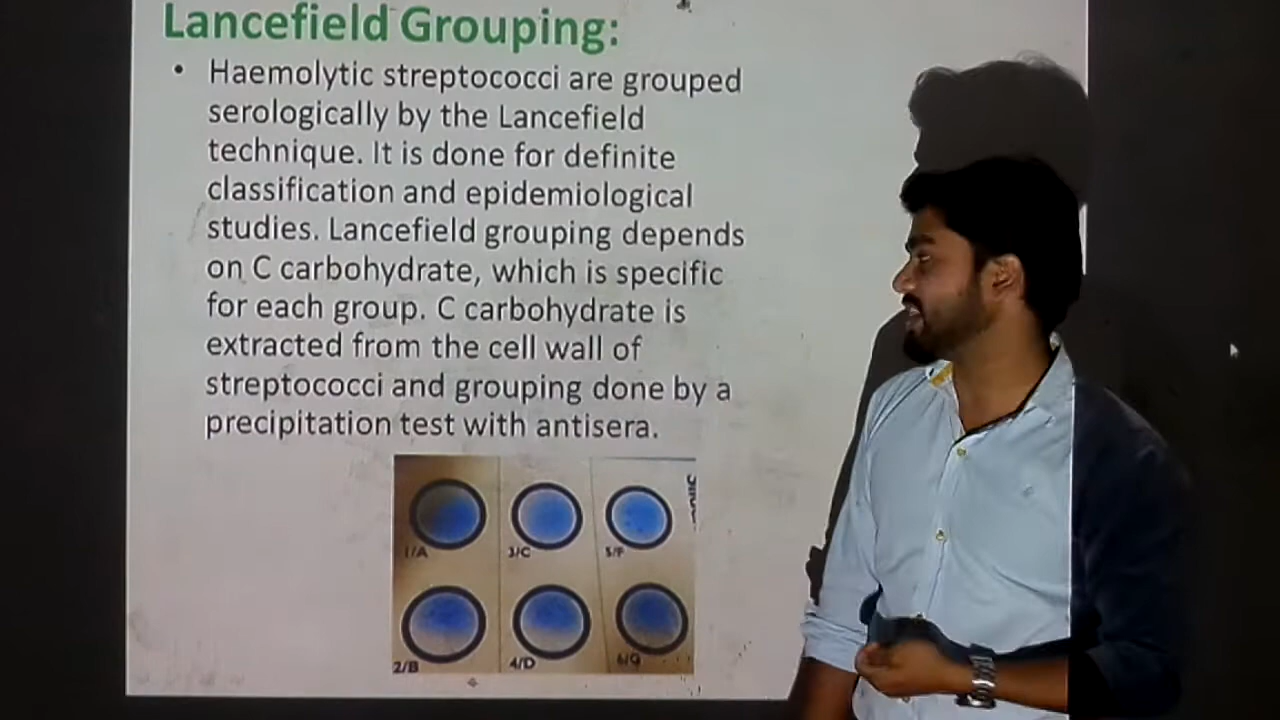 Lancefield Grouping:
• Haemolytic streptococci are grouped
serologically by the Lancefield
technique. It is done for definite
classification and epidemiological
studies. Lancefield grouping depends
on C carbohydrate, which is specific
for each group. C carbohydrate is
extracted from the cell wall of
streptococci and grouping done by a
precipitation test with antisera.
1/A 3/C 5/F
2/B 4/D 6/G